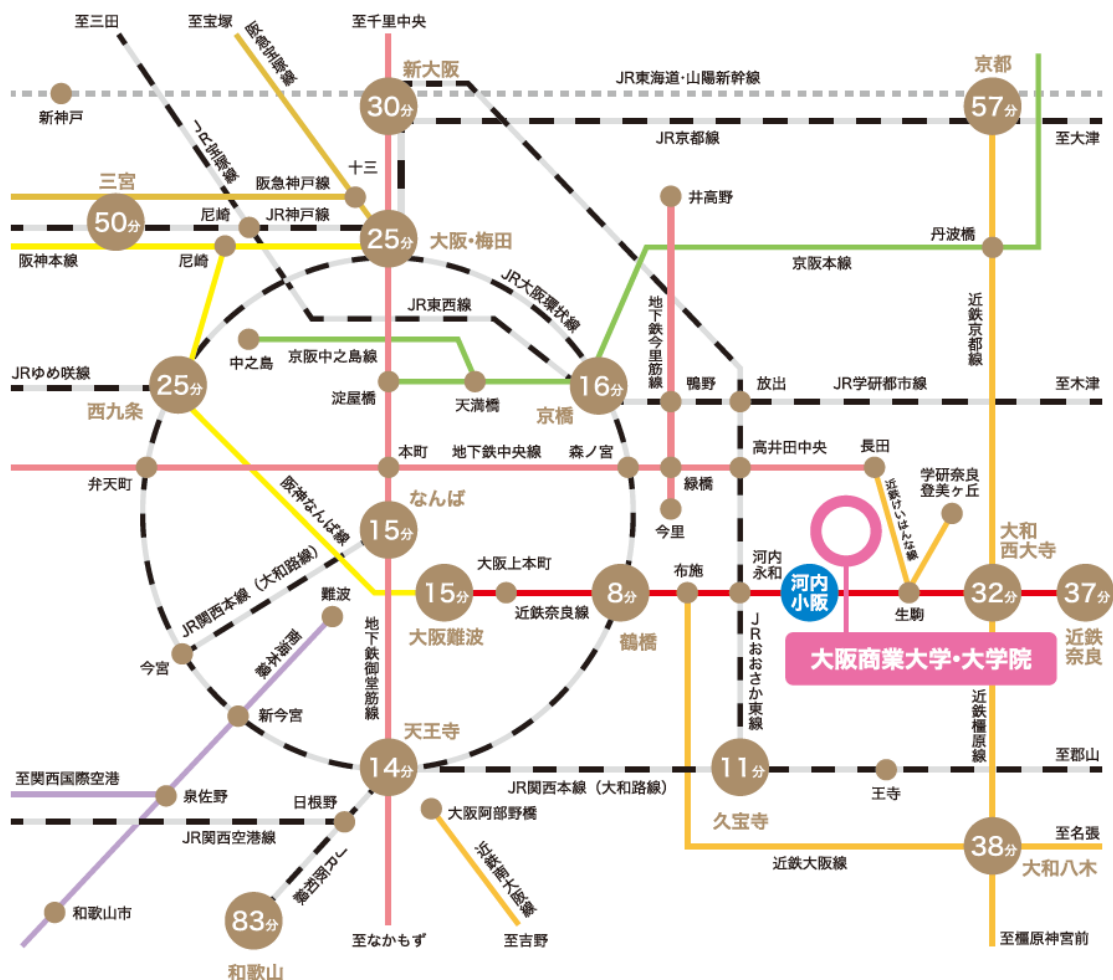 至三田
至宝塚
阪急宝塚線
至千里中央
新大阪
30分
JR東海道・山陽新幹線
京都
57分
新神戸
JR宝塚線
JR京都線
至大津
十三
三宮
50分
阪急神戸線
尼崎
JR神戸線
井高野
25分
大阪・梅田
阪神本線
尼崎
丹波橋
京阪本線
JR大阪環状線
JR東西線
地下鉄今里筋線
近鉄京都線
中之島
京阪中之島線
JRゆめ咲線
25分
西九条
淀屋橋
天満橋
16分
京橋
鴫野
放出
JR学研都市線
至木津
弁天町
本町
地下鉄中央線
森ノ宮
緑橋
高井田中央
長田
学研奈良
登美ヶ丘
近鉄けいはんな線
阪神なんば線
なんば
15分
今里
大和
西大寺
JR関西本線（大和路線）
難波
南海本線
15分
大阪難波
大阪上本町
近鉄奈良線
8分
鶴橋
布施
河内
永和
河内
小阪
生駒
32分
37分
近鉄
奈良
大阪商業大学・大学院
今宮
新今宮
地下鉄御堂筋線
JRおおさか東線
近鉄橿原線
天王寺
14分
JR関西本線（大和路線）
11分
久宝寺
王寺
至郡山
至関西国際空港
泉佐野
日根野
JR関西空港線
大阪阿部野橋
JR阪和線
近鉄南大阪線
近鉄大阪線
38分
大和八木
至名張
和歌山市
83分
和歌山
至なかもず
至吉野
至橿原神宮前